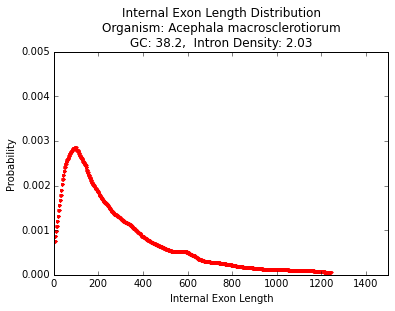 Internal Exon Length Distribution
Organism: Acephala macrosclerotiorum
GC: 38.2,  Intron Density: 2.03
0.005
0.004
0.003
0.002
0.001
0.000
Probability
0 200 400 600 800 1000 1200 1400
Internal Exon Length